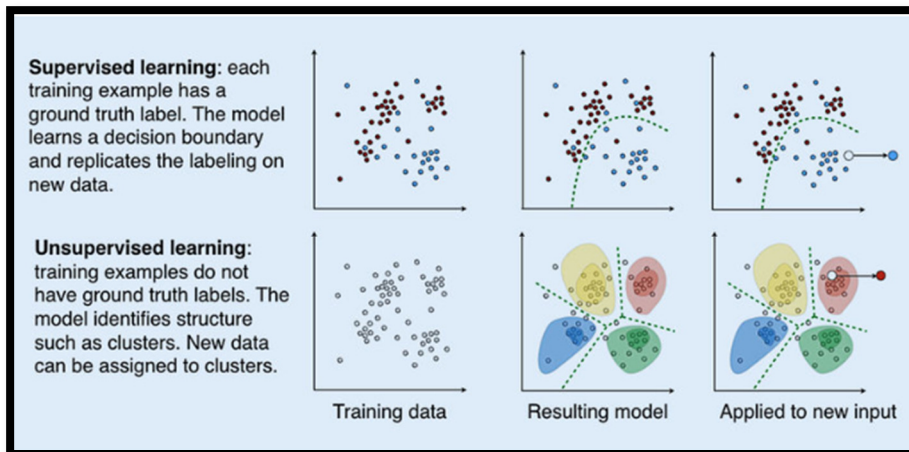 Supervised learning: each
training example has a
ground truth label. The model
learns a decision boundary
and replicates the labeling on
new data.
Unsupervised learning:
training examples do not
have ground truth labels. The
model identifies structure
such as clusters. New data
can be assigned to clusters.
Training data
Resulting model
Applied to new input